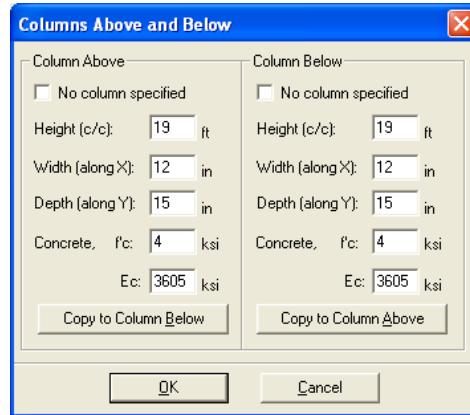 Columns Above and Below
Column Above
No column specified
Height (c/c): 19 ft
Width (along X): 12 in
Depth (along Y): 15 in
Concrete, f'c: 4 ksi
Ec: 3605 ksi
Copy to Column Below
Column Below
No column specified
Height (c/c): 19 ft
Width (along X): 12 in
Depth (along Y): 15 in
Concrete, f'c: 4 ksi
Ec: 3605 ksi
Copy to Column Above
OK
Cancel